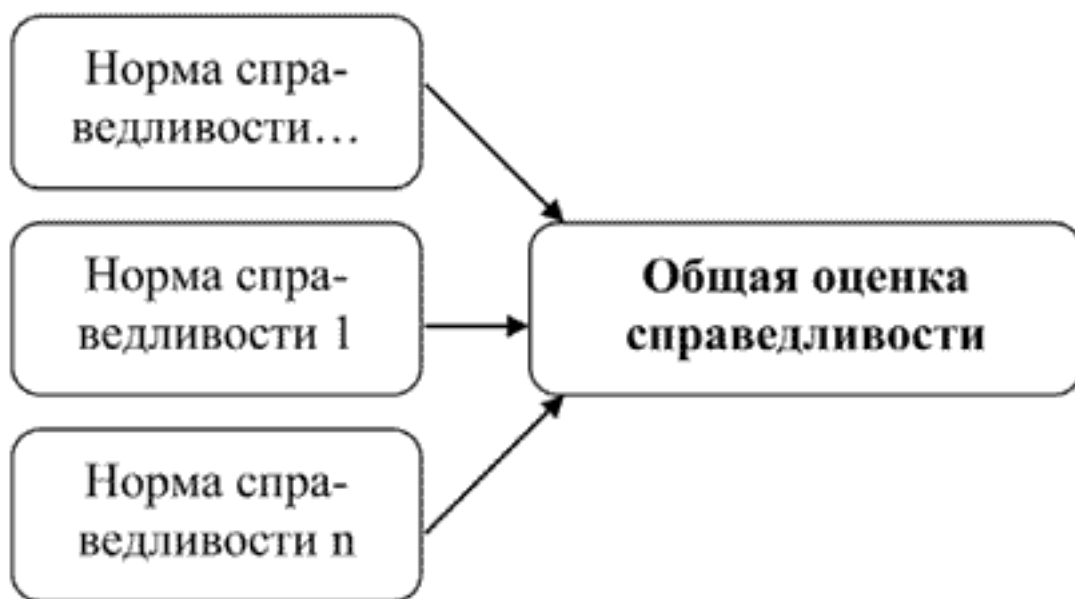 Норма спра-
ведливости…
Норма спра-
ведливости 1
Норма спра-
ведливости n
Общая оценка
справедливости